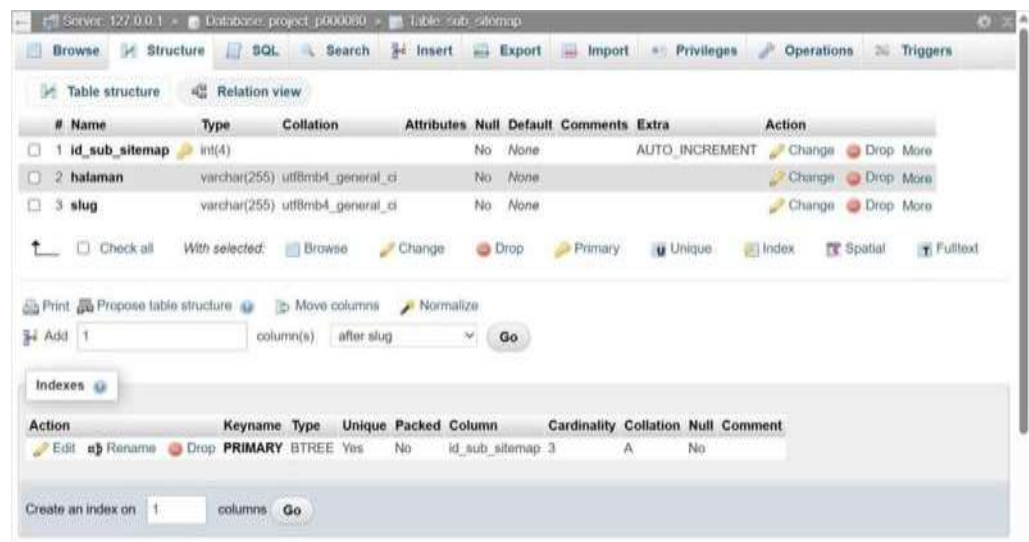 Server: 127.0.0.1 » Database: project_p000080 » Table: sub_sitemap
Browse Structure SQL Search Insert Export Import Privileges Operations Triggers
Table structure Relation view
# Name Type Collation Attributes Null Default Comments Extra Action
1 id_sub_sitemap int(4) No None AUTO_INCREMENT Change Drop More
2 halaman varchar(255) utf8mb4_general_ci No None Change Drop More
3 slug varchar(255) utf8mb4_general_ci No None Change Drop More
Check all With selected: Browse Change Drop Primary Unique Index Spatial Fulltext
Print Propose table structure Move columns Normalize
Add 1 column(s) after slug Go
Indexes
Action Keyname Type Unique Packed Column Cardinality Collation Null Comment
Edit Rename Drop PRIMARY BTREE Yes No id_sub_sitemap 3 A No
Create an index on 1 columns Go